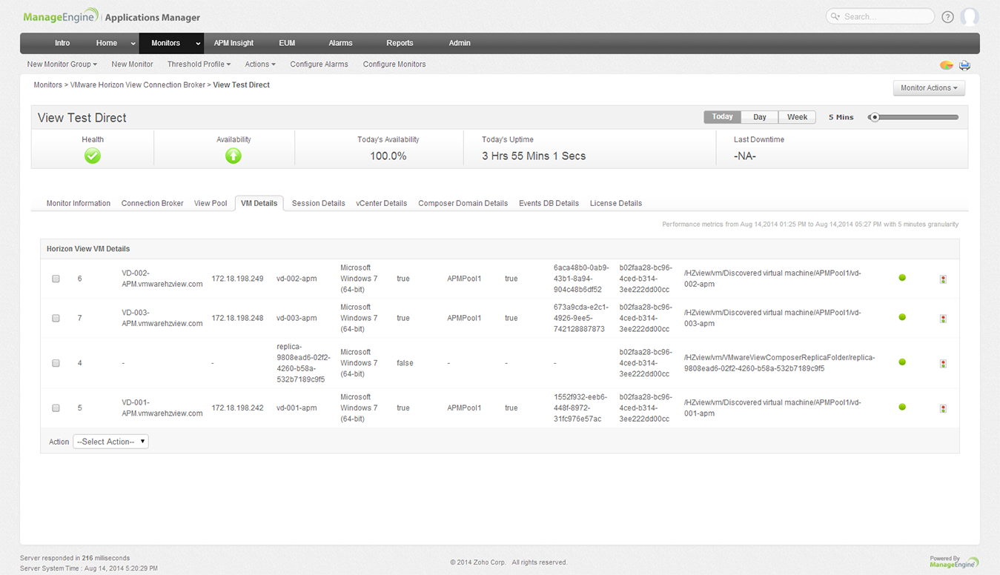 ManageEngine Applications Manager
Search...
?
Intro Home Monitors APM Insight EUM Alarms Reports Admin
New Monitor Group New Monitor Threshold Profile Actions Configure Alarms Configure Monitors
Monitors > VMware Horizon View Connection Broker > View Test Direct
Monitor Actions
View Test Direct
Today Day Week 5 Mins
Health Availability Today's Availability Today's Uptime Last Downtime
100.0% 3 Hrs 55 Mins 1 Secs -NA-
Monitor Information Connection Broker View Pool VM Details Session Details vCenter Details Composer Domain Details Events DB Details License Details
Performance metrics from Aug 14,2014 01:25 PM to Aug 14,2014 05:27 PM with 5 minutes granularity
Horizon View VM Details
6
VD-002-
APM.vmwarehzview.com
172.18.198.249
vd-002-apm
Microsoft
Windows 7
(64-bit)
true
APMPool1
true
6aca48b0-0ab9-
43b1-8a94-
904c48b6df52
b02faa28-bc96-
4ced-b314-
3ee222dd00cc
/HZview/vm/Discovered virtual machine/APMPool1/vd-
002-apm
7
VD-003-
APM.vmwarehzview.com
172.18.198.248
vd-003-apm
Microsoft
Windows 7
(64-bit)
true
APMPool1
true
673a9cda-e2c1-
4926-9ee5-
742128887873
b02faa28-bc96-
4ced-b314-
3ee222dd00cc
/HZview/vm/Discovered virtual machine/APMPool1/vd-
003-apm
4
-
-
replica-
9808ead6-02f2-
4260-b58a-
532b7189c9f5
Microsoft
Windows 7
(64-bit)
false
-
-
-
b02faa28-bc96-
4ced-b314-
3ee222dd00cc
/HZview/vm/VMwareViewComposerReplicaFolder/replica-
9808ead6-02f2-4260-b58a-532b7189c9f5
5
VD-001-
APM.vmwarehzview.com
172.18.198.242
vd-001-apm
Microsoft
Windows 7
(64-bit)
true
APMPool1
true
1552f932-eeb6-
448f-8972-
31fc976e57ac
b02faa28-bc96-
4ced-b314-
3ee222dd00cc
/HZview/vm/Discovered virtual machine/APMPool1/vd-
001-apm
Action --Select Action--
Server responded in 216 milliseconds
Server System Time : Aug 14, 2014 5:20:29 PM
© 2014 Zoho Corp. All rights reserved.
Powered By
ManageEngine